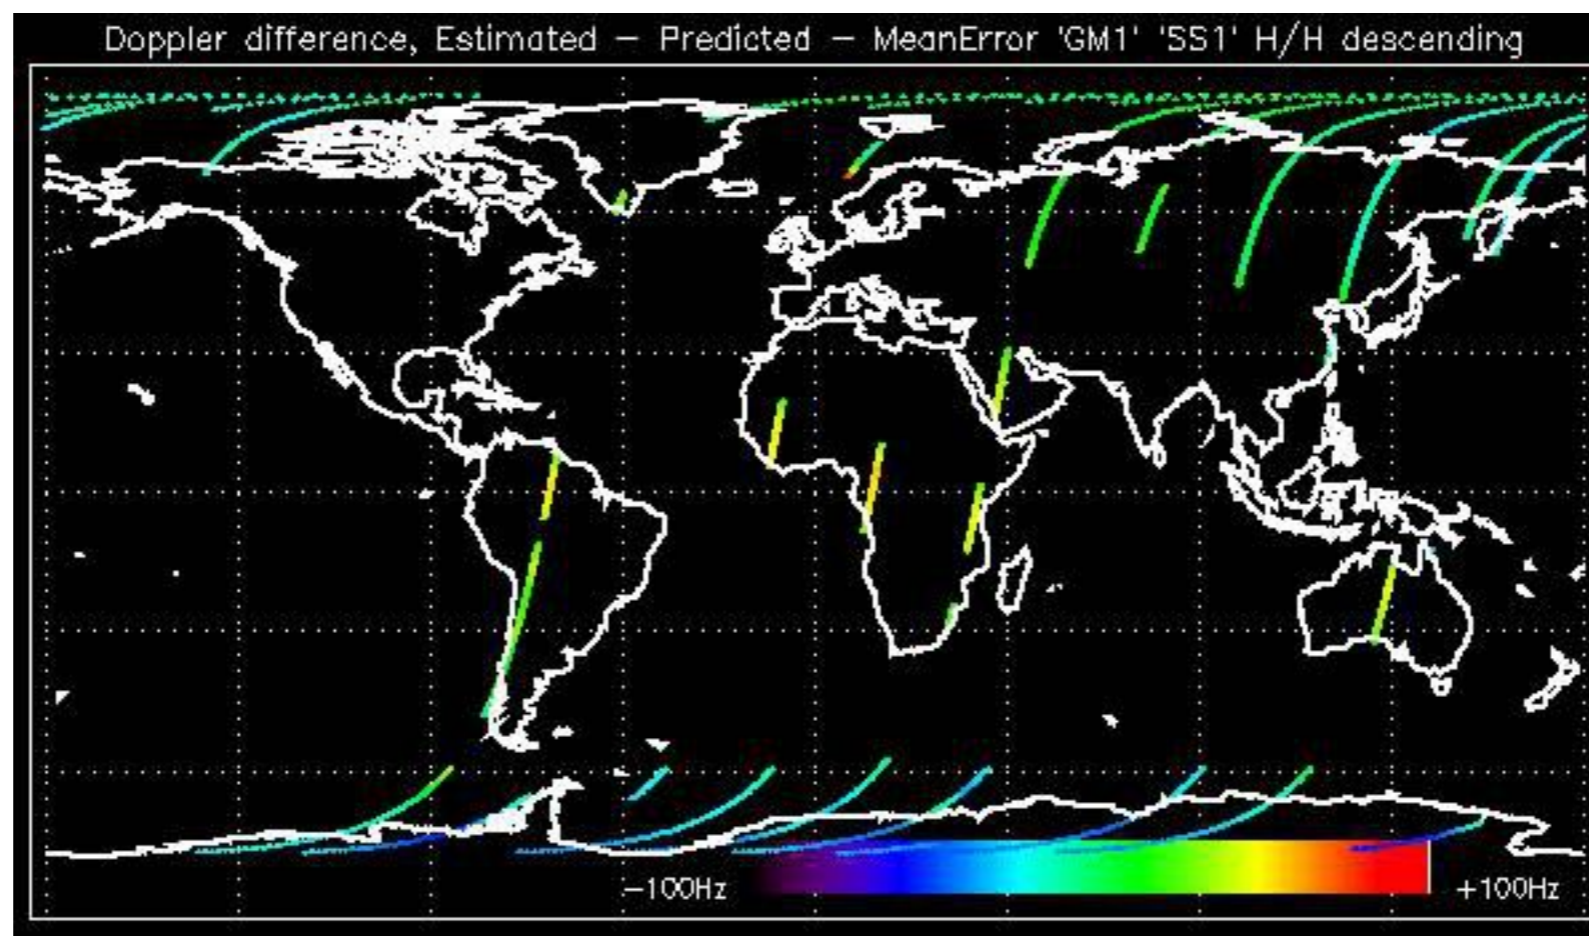 Doppler difference, Estimated – Predicted – MeanError 'GM1' 'SS1' H/H descending
-100Hz +100Hz